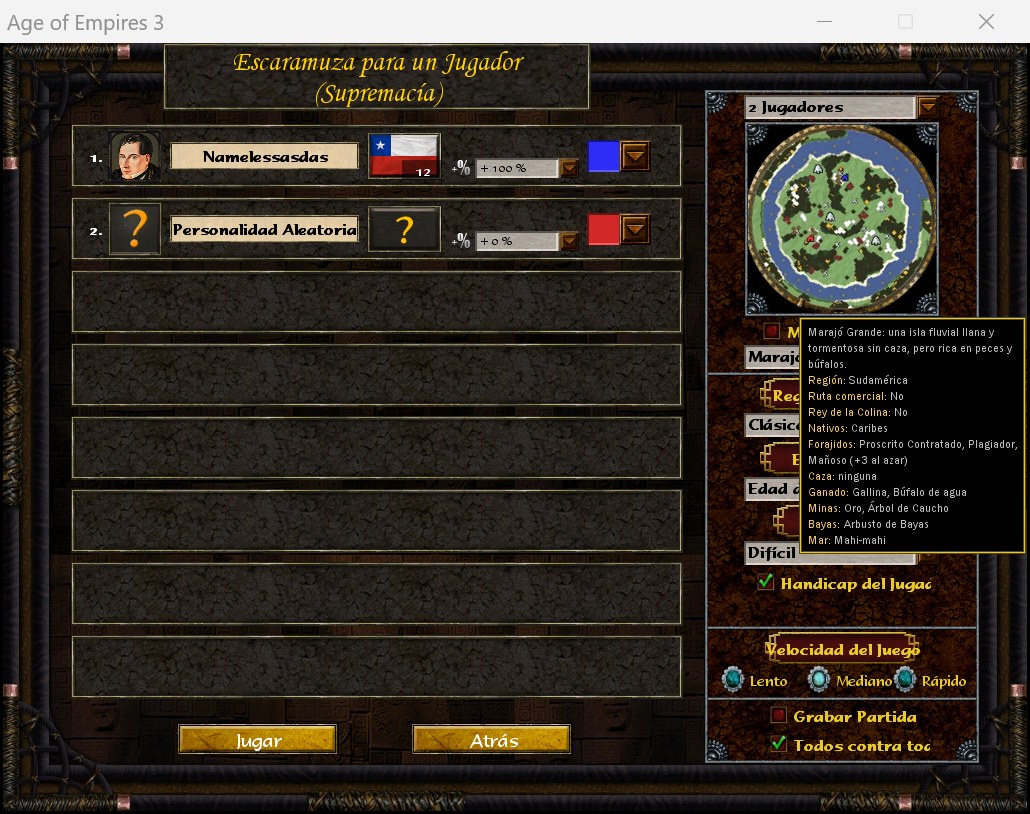 Age of Empires 3
Escaramuza para un Jugador
(Supremacía)
2 Jugadores
1.
Namelessasdas
12
+%
+ 100 %
2.
Personalidad Aleatoria
+%
+ 0 %
Marajó Grande: una isla fluvial llana y
tormentosa sin caza, pero rica en peces y
búfalos.
Región: Sudamérica
Ruta comercial: No
Rey de la Colina: No
Nativos: Caribes
Forajidos: Proscrito Contratado, Plagiador,
Mañoso (+3 al azar)
Caza: ninguna
Ganado: Gallina, Búfalo de agua
Minas: Oro, Árbol de Caucho
Bayas: Arbusto de Bayas
Mar: Mahi-mahi
Difícil
Handicap del Jugad
Velocidad del Juego
Lento
Mediano
Rápido
Grabar Partida
Todos contra tod
Jugar
Atrás